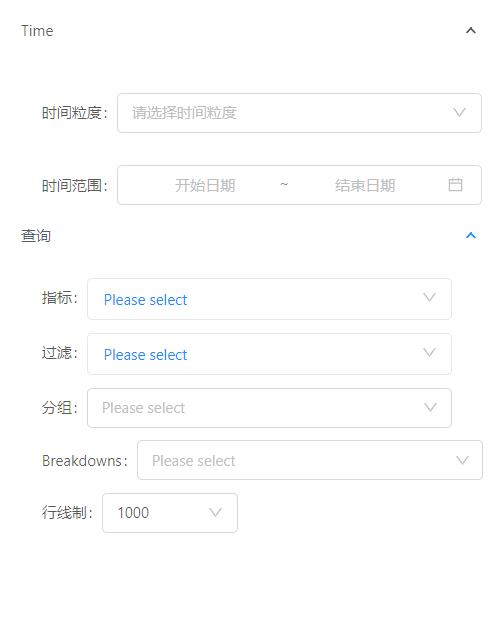 Time
时间粒度： 请选择时间粒度
时间范围： 开始日期 ~ 结束日期
查询
指标： Please select
过滤： Please select
分组： Please select
Breakdowns： Please select
行线制： 1000